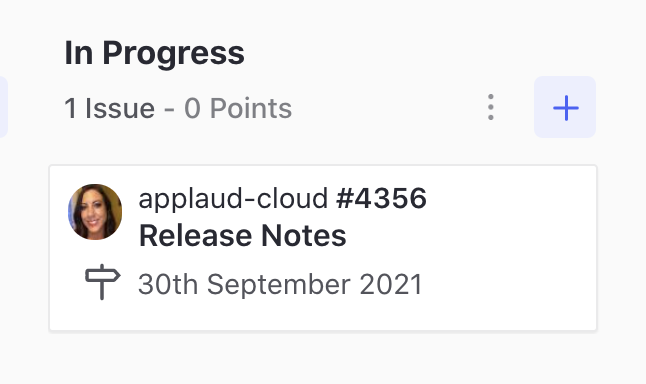 In Progress
1 Issue - 0 Points
applaud-cloud #4356
Release Notes
30th September 2021